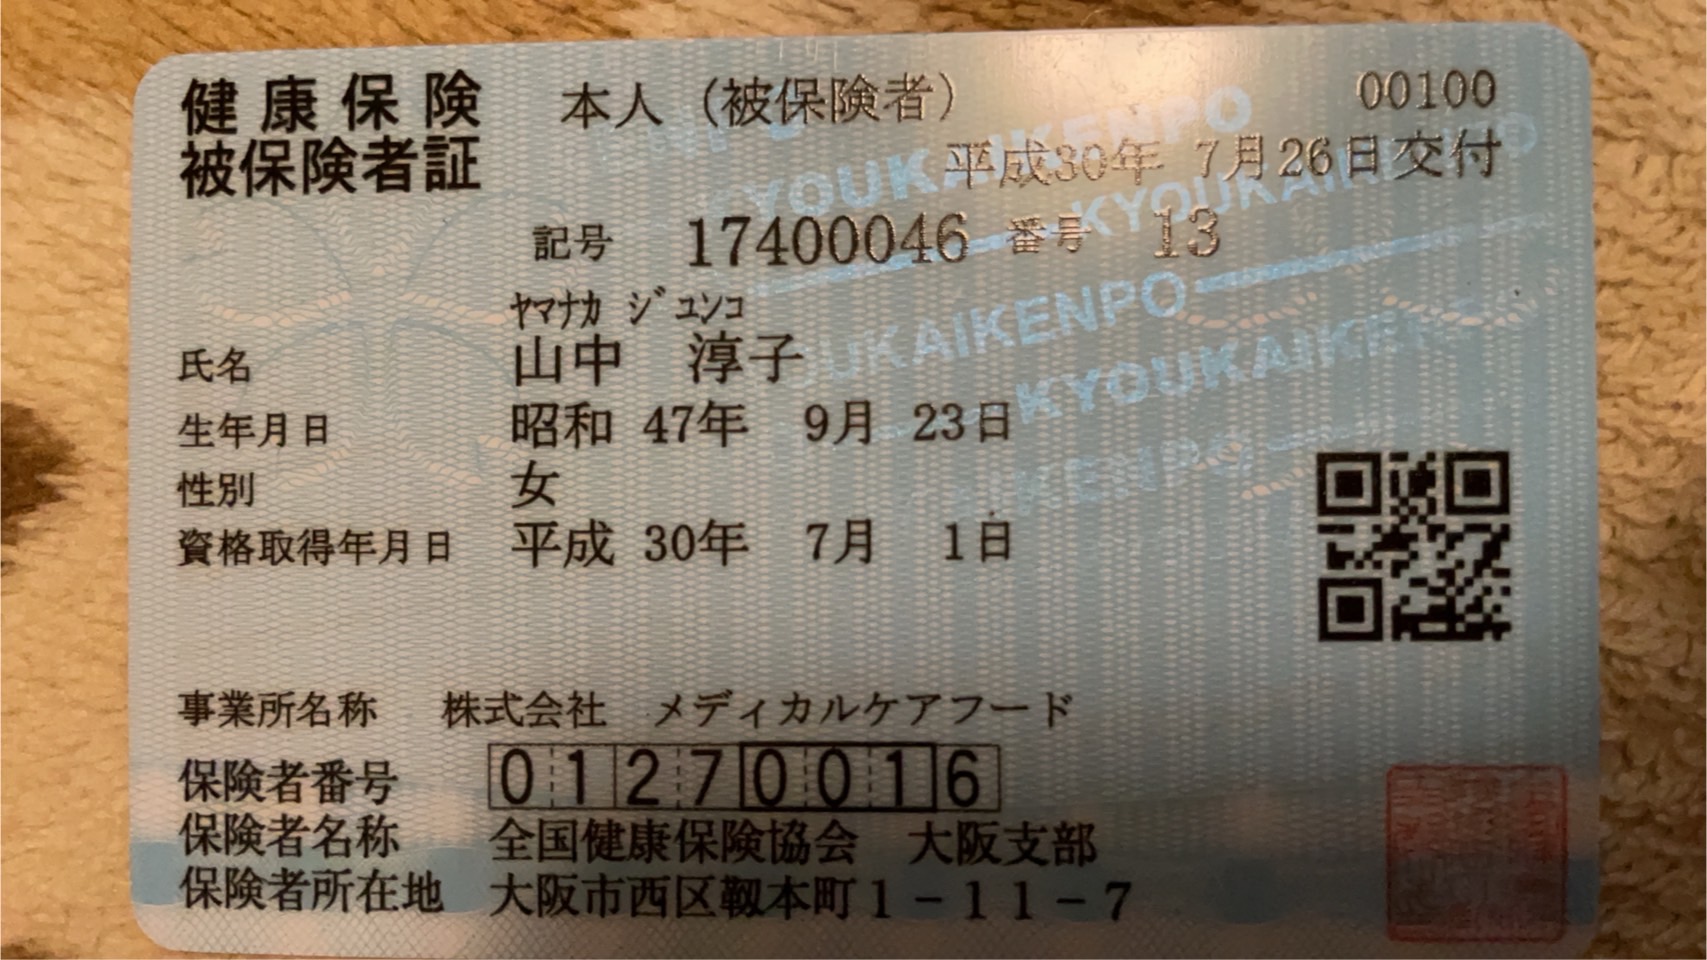 健康保険 本人（被保険者） 00100
被保険者証 平成30年 7月26日交付
記号 17400046 番号 13
ﾔﾏﾅｶ ｼﾞﾕﾝｺ
氏名 山中 淳子
生年月日 昭和 47年 9月 23日
性別 女
資格取得年月日 平成 30年 7月 1日
事業所名称 株式会社 メディカルケアフード
保険者番号 01270016
保険者名称 全国健康保険協会 大阪支部
保険者所在地 大阪市西区靱本町1－11－7
KYOUKAIKENPO